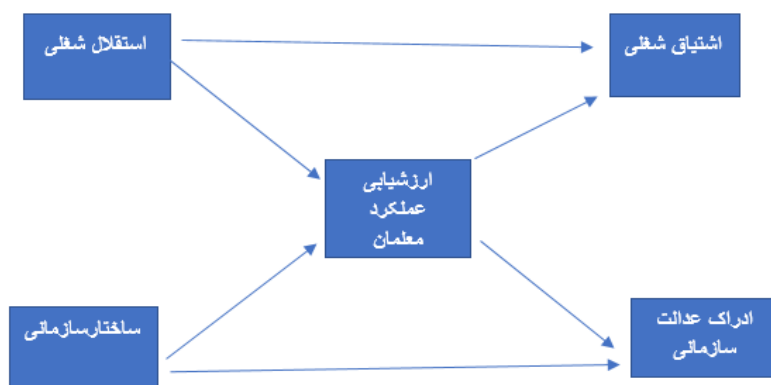 اشتیاق شغلی
استقلال شغلی
ارزشیابی
عملکرد
معلمان
ادراک عدالت
سازمانی
ساختارسازمانی